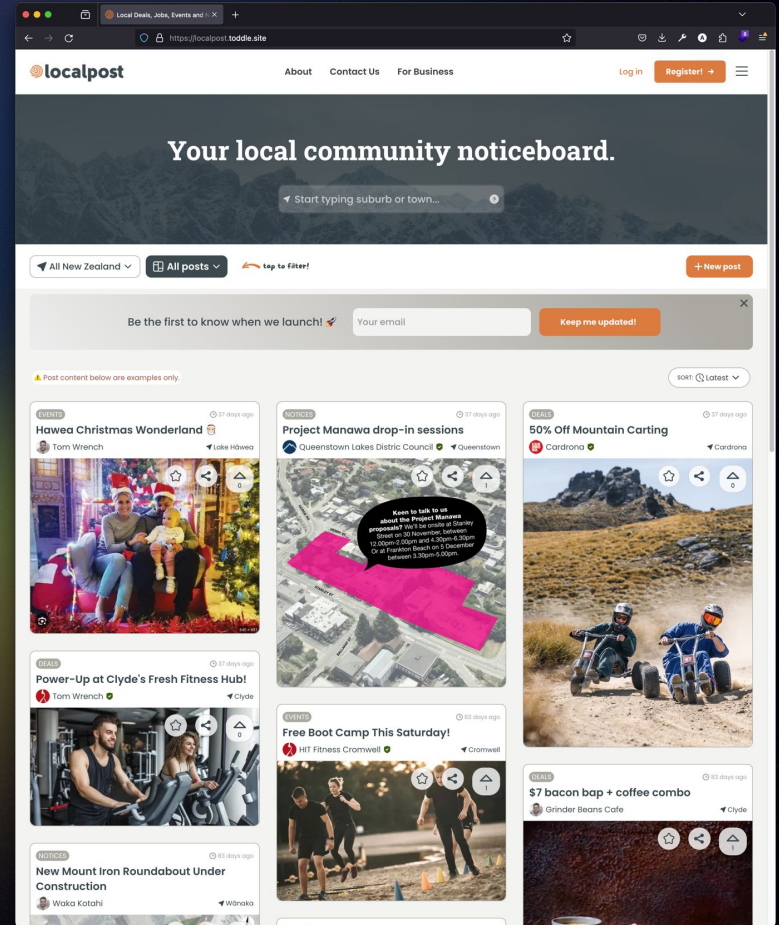 Local Deals, Jobs, Events and
https://localpost.toddle.site
localpost
About
Contact Us
For Business
Log in
Register! →
Your local community noticeboard.
Start typing suburb or town...
All New Zealand
All posts
tap to filter!
+ New post
Be the first to know when we launch! 🚀
Your email
Keep me updated!
⚠ Post content below are examples only.
SORT: Latest
EVENTS
37 days ago
Hawea Christmas Wonderland 🎅
Tom Wrench
Lake Hāwea
0
DEALS
37 days ago
Power-Up at Clyde's Fresh Fitness Hub!
Tom Wrench
Clyde
0
NOTICES
83 days ago
New Mount Iron Roundabout Under
Construction
Waka Kotahi
Wānaka
NOTICES
37 days ago
Project Manawa drop-in sessions
Queenstown Lakes Distric Council
Queenstown
1
Keen to talk to us
about the Project Manawa
proposals? We'll be onsite at Stanley
Street on 30 November, between
12.00pm-2.00pm and 4.30pm-6.30pm
Or at Frankton Beach on 5 December
between 3.30pm-5.00pm.
STANLEY ST
EVENTS
83 days ago
Free Boot Camp This Saturday!
HIT Fitness Cromwell
Cromwell
1
DEALS
37 days ago
50% Off Mountain Carting
Cardrona
Cardrona
0
DEALS
83 days ago
$7 bacon bap + coffee combo
Grinder Beans Cafe
Clyde
1